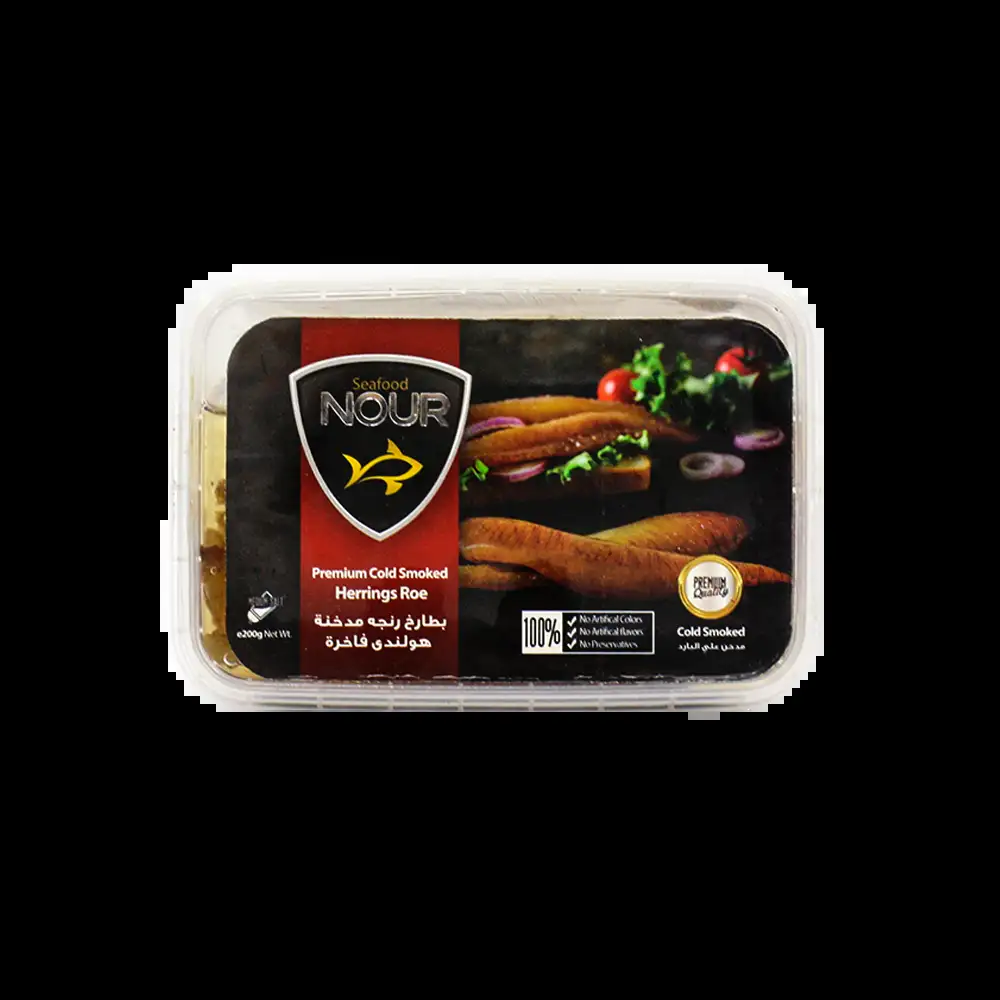 Seafood
NOUR
Premium Cold Smoked
Herrings Roe
بطارخ رنجه مدخنة
هولندى فاخرة
e200g Net Wt.
100%
No Artifical Colors
No Artifical flavors
No Preservatives
PREMIUM
Quality
Cold Smoked
مدخن علي البارد